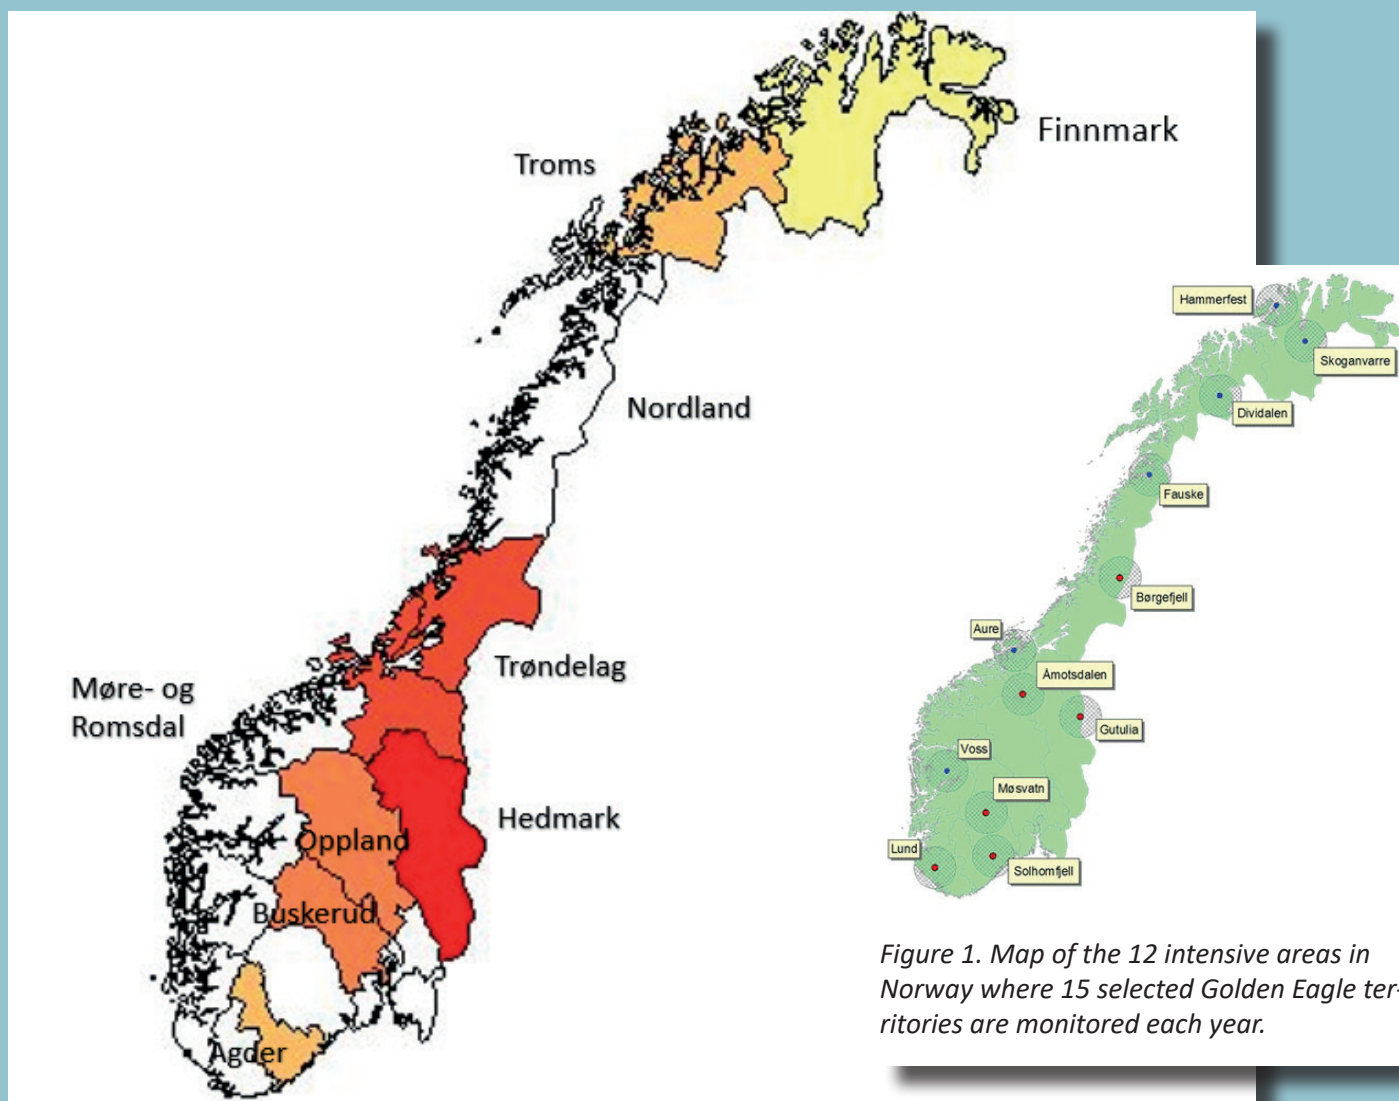 Finnmark
Troms
Nordland
Trøndelag
Møre- og
Romsdal
Hedmark
Oppland
Buskerud
Agder
Hammerfest
Skoganvarre
Dividalen
Fauske
Børgefjell
Aure
Åmotsdalen
Gutulia
Voss
Møsvatn
Lund
Solhomfjell
Figure 1. Map of the 12 intensive areas in
Norway where 15 selected Golden Eagle ter-
ritories are monitored each year.